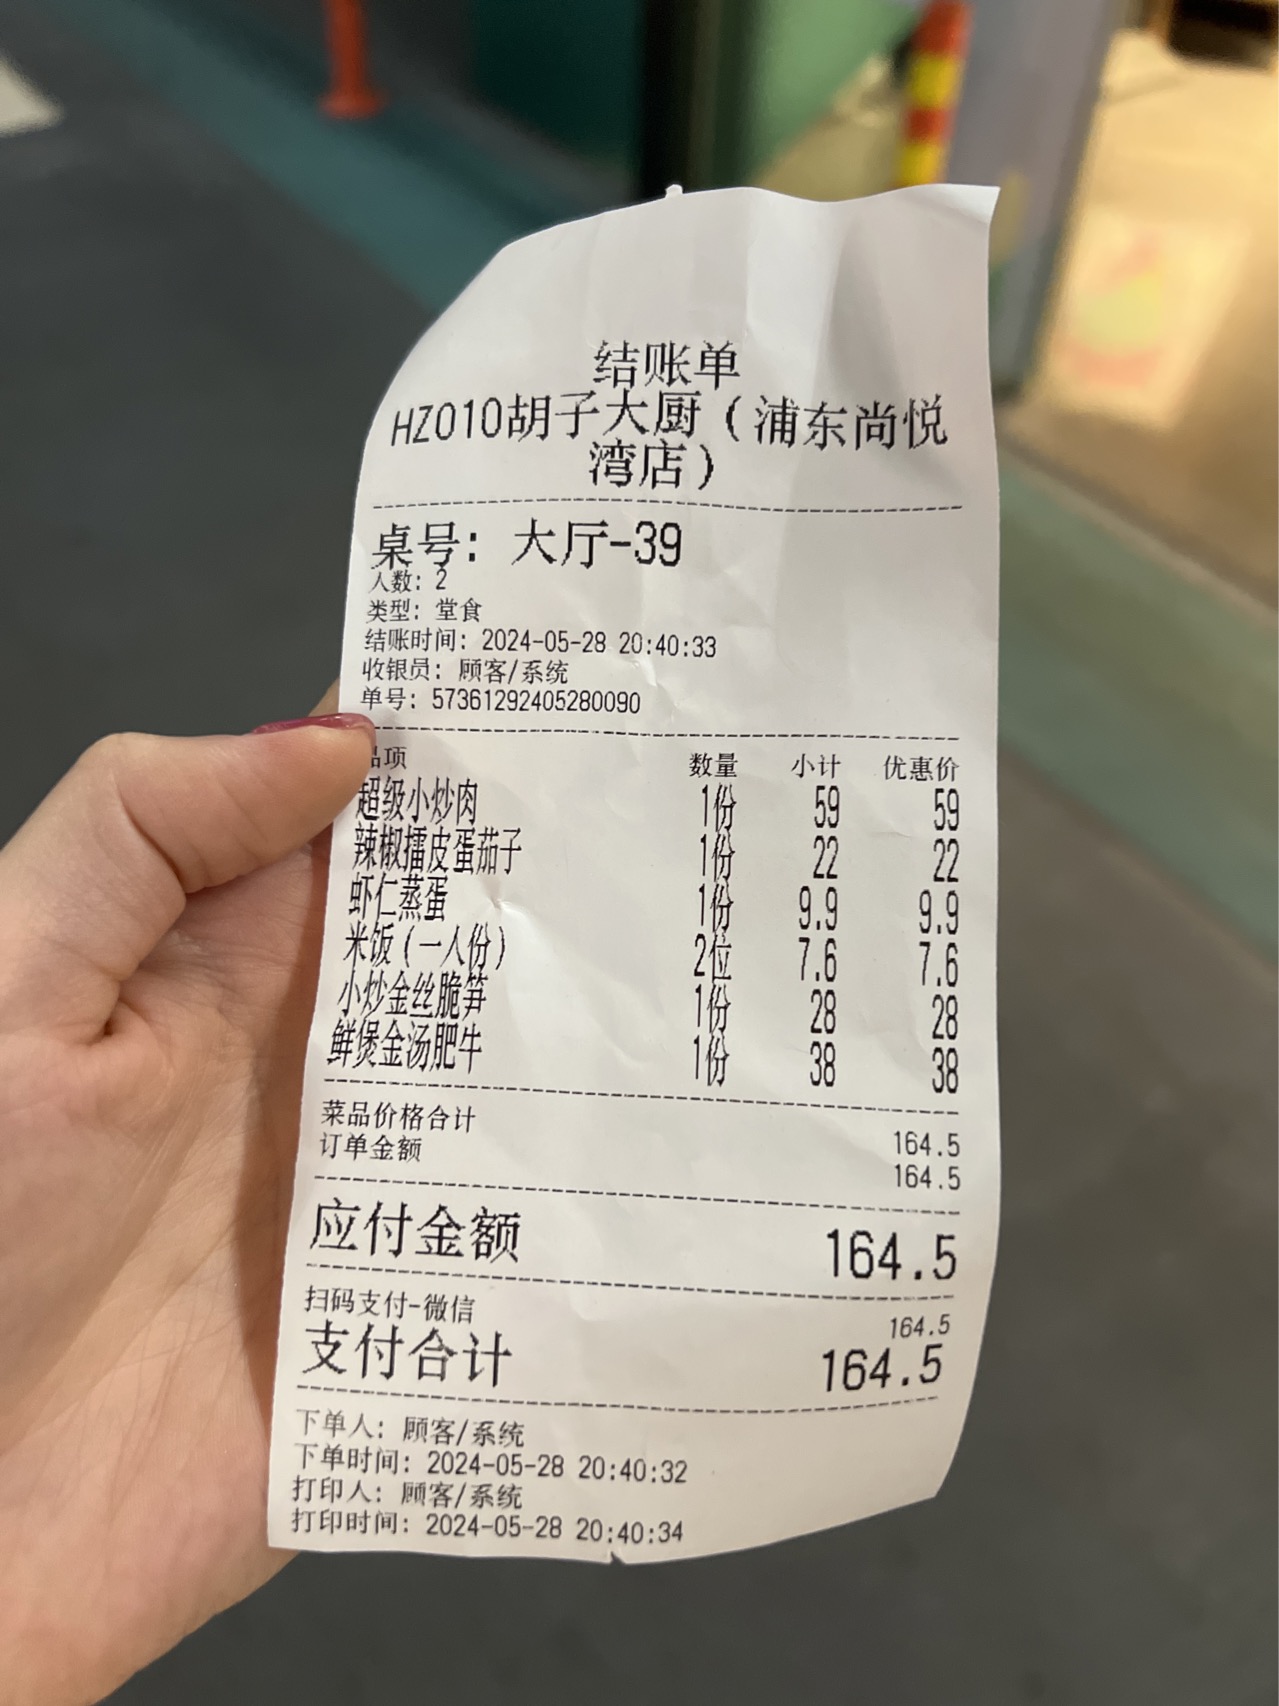 结账单
HZ010胡子大厨（浦东尚悦
湾店）
桌号：大厅-39
人数：2
类型：堂食
结账时间：2024-05-28 20:40:33
收银员：顾客/系统
单号：57361292405280090
品项 数量 小计 优惠价
超级小炒肉 1份 59 59
辣椒擂皮蛋茄子 1份 22 22
虾仁蒸蛋 1份 9.9 9.9
米饭（一人份） 2位 7.6 7.6
小炒金丝脆笋 1份 28 28
鲜煲金汤肥牛 1份 38 38
菜品价格合计 164.5
订单金额 164.5
应付金额 164.5
扫码支付-微信 164.5
支付合计 164.5
下单人：顾客/系统
下单时间：2024-05-28 20:40:32
打印人：顾客/系统
打印时间：2024-05-28 20:40:34